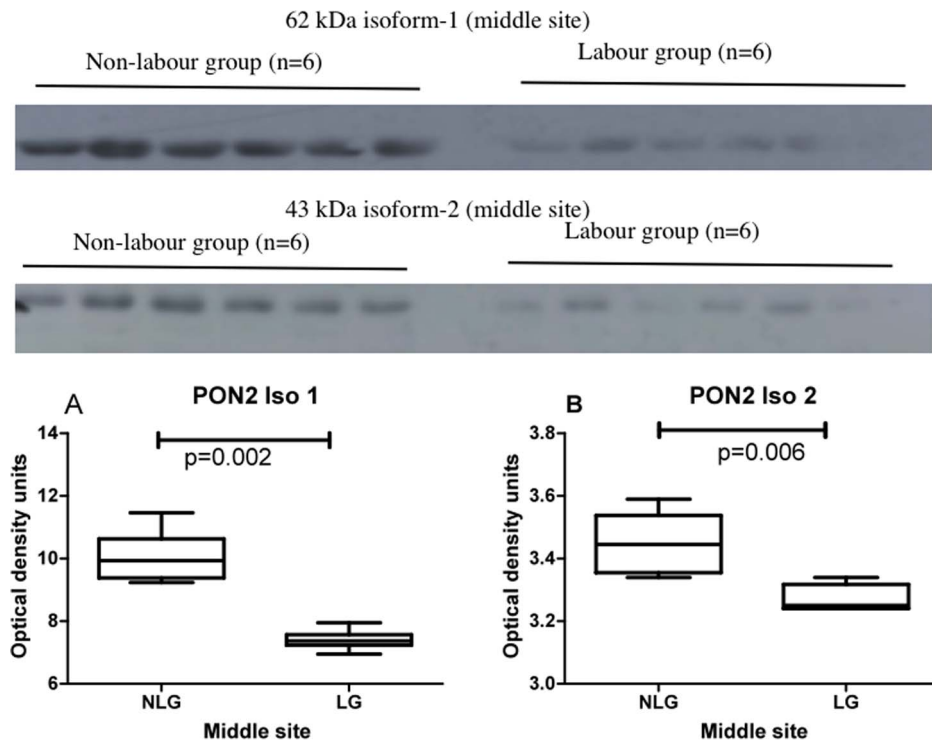 62 kDa isoform-1 (middle site)
Non-labour group (n=6)
Labour group (n=6)
43 kDa isoform-2 (middle site)
Non-labour group (n=6)
Labour group (n=6)
A
PON2 Iso 1
p=0.002
Optical density units
14
12
10
8
6
NLG
LG
Middle site
B
PON2 Iso 2
p=0.006
Optical density units
3.8
3.6
3.4
3.2
3.0
NLG
LG
Middle site